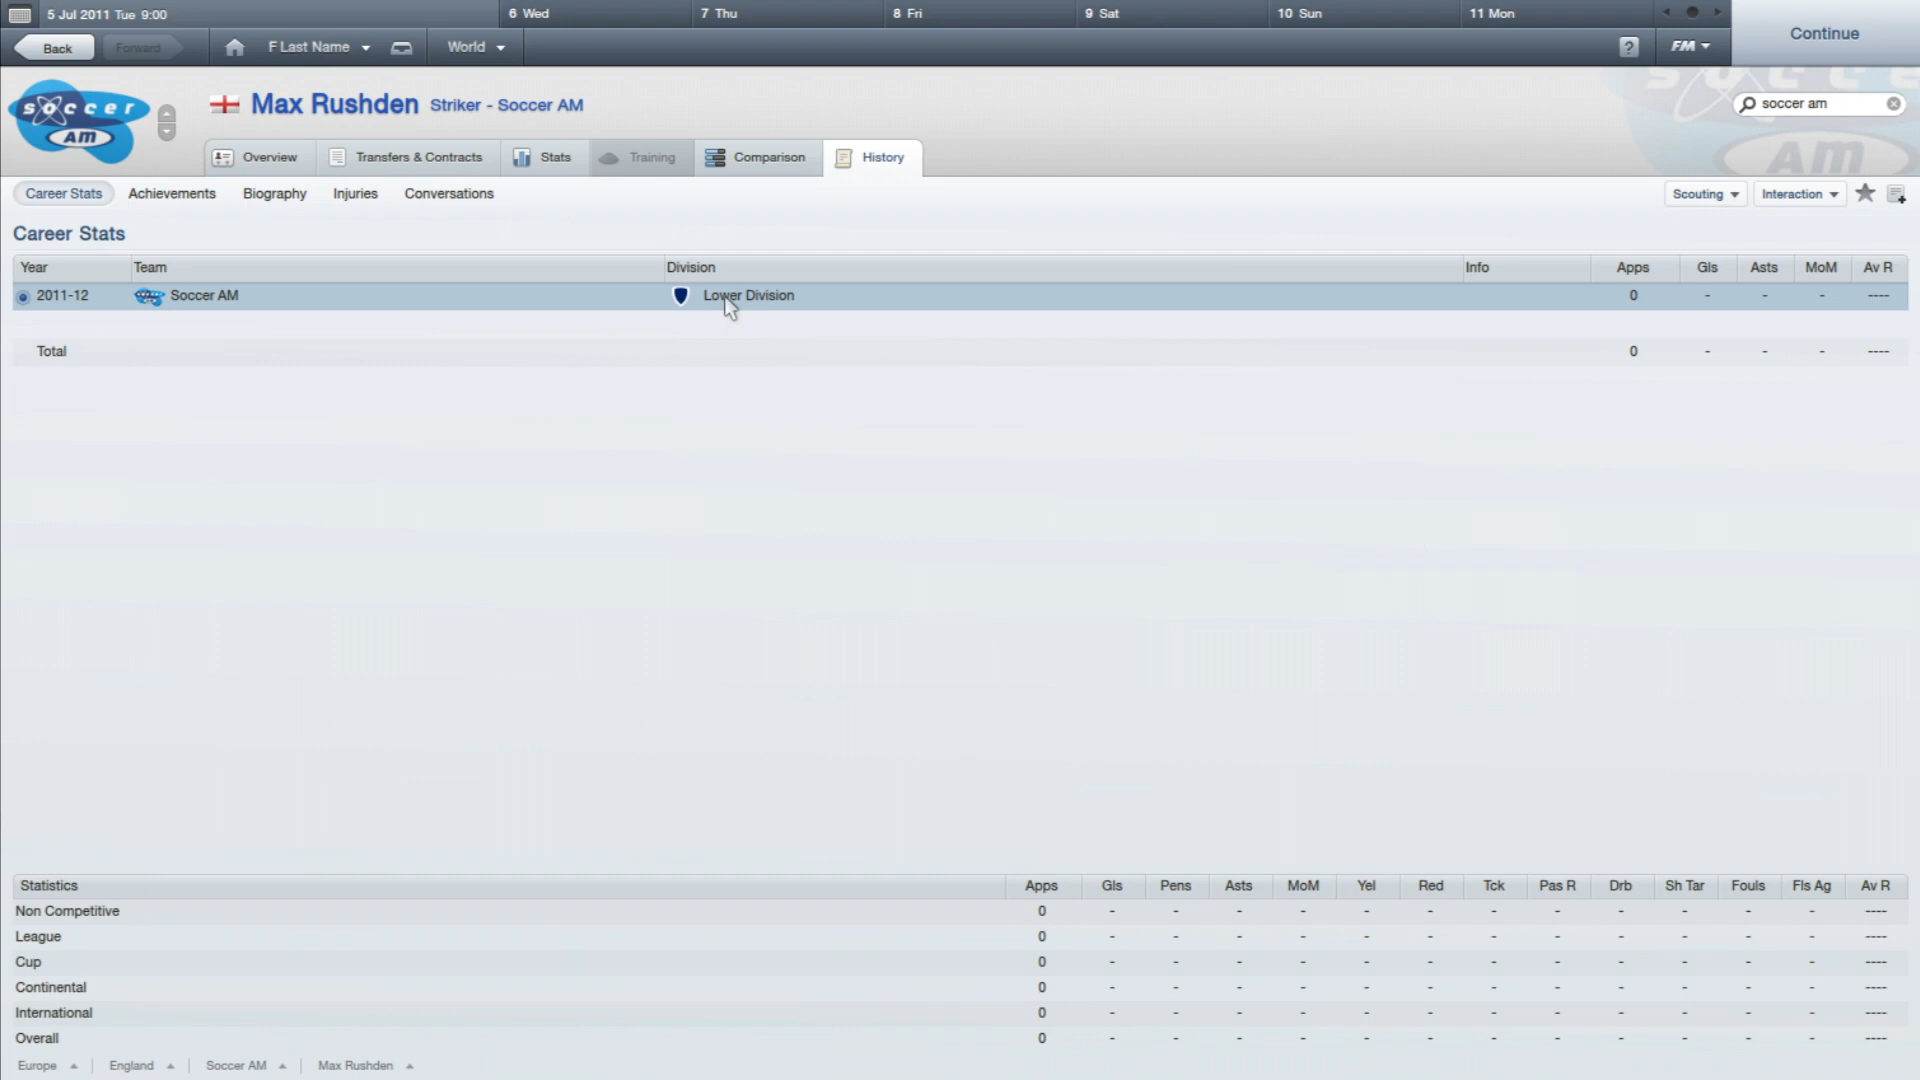 5 Jul 2011 Tue 9:00 6 Wed 7 Thu 8 Fri 9 Sat 10 Sun 11 Mon Continue
Back Forward F Last Name World ? FM
soccer AM Max Rushden Striker - Soccer AM soccer am
Overview Transfers & Contracts Stats Training Comparison History
Career Stats Achievements Biography Injuries Conversations Scouting Interaction
Career Stats
Year Team Division Info Apps Gls Asts MoM Av R
2011-12 Soccer AM Lower Division 0 - - - ----
Total 0 - - - ----
Statistics Apps Gls Pens Asts MoM Yel Red Tck Pas R Drb Sh Tar Fouls Fls Ag Av R
Non Competitive 0 - - - - - - - - - - - - ----
League 0 - - - - - - - - - - - - ----
Cup 0 - - - - - - - - - - - - ----
Continental 0 - - - - - - - - - - - - ----
International 0 - - - - - - - - - - - - ----
Overall 0 - - - - - - - - - - - - ----
Europe England Soccer AM Max Rushden